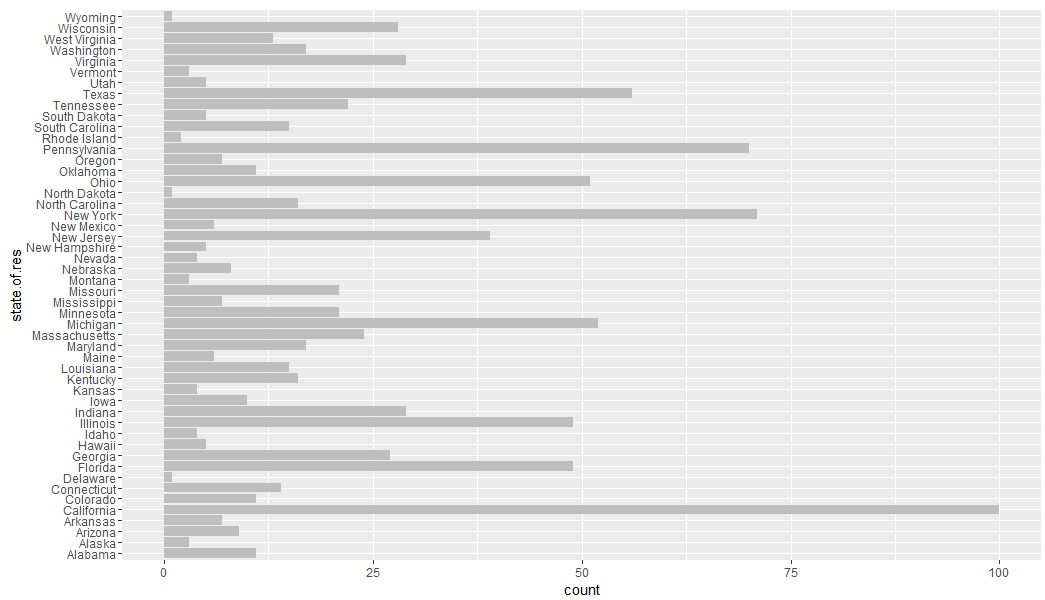 Wyoming
Wisconsin
West Virginia
Washington
Virginia
Vermont
Utah
Texas
Tennessee
South Dakota
South Carolina
Rhode Island
Pennsylvania
Oregon
Oklahoma
Ohio
North Dakota
North Carolina
New York
New Mexico
New Jersey
New Hampshire
Nevada
Nebraska
Montana
Missouri
Mississippi
Minnesota
Michigan
Massachusetts
Maryland
Maine
Louisiana
Kentucky
Kansas
Iowa
Indiana
Illinois
Idaho
Hawaii
Georgia
Florida
Delaware
Connecticut
Colorado
California
Arkansas
Arizona
Alaska
Alabama
state.of.res
0 25 50 75 100
count